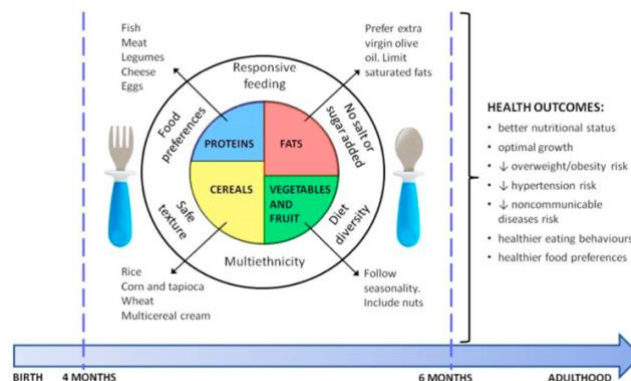 Fish
Meat
Legumes
Cheese
Eggs
Prefer extra
virgin olive
oil. Limit
saturated fats
Responsive
feeding
Food
preferences
No salt or
sugar added
PROTEINS
FATS
CEREALS
VEGETABLES
AND
FRUIT
Safe
texture
Diet
diversity
Multiethnicity
Rice
Corn and tapioca
Wheat
Multicereal cream
Follow
seasonality.
Include nuts
HEALTH OUTCOMES:
• better nutritional status
• optimal growth
• ↓ overweight/obesity risk
• ↓ hypertension risk
• ↓ noncommunicable
diseases risk
• healthier eating behaviours
• healthier food preferences
BIRTH 4 MONTHS 6 MONTHS ADULTHOOD